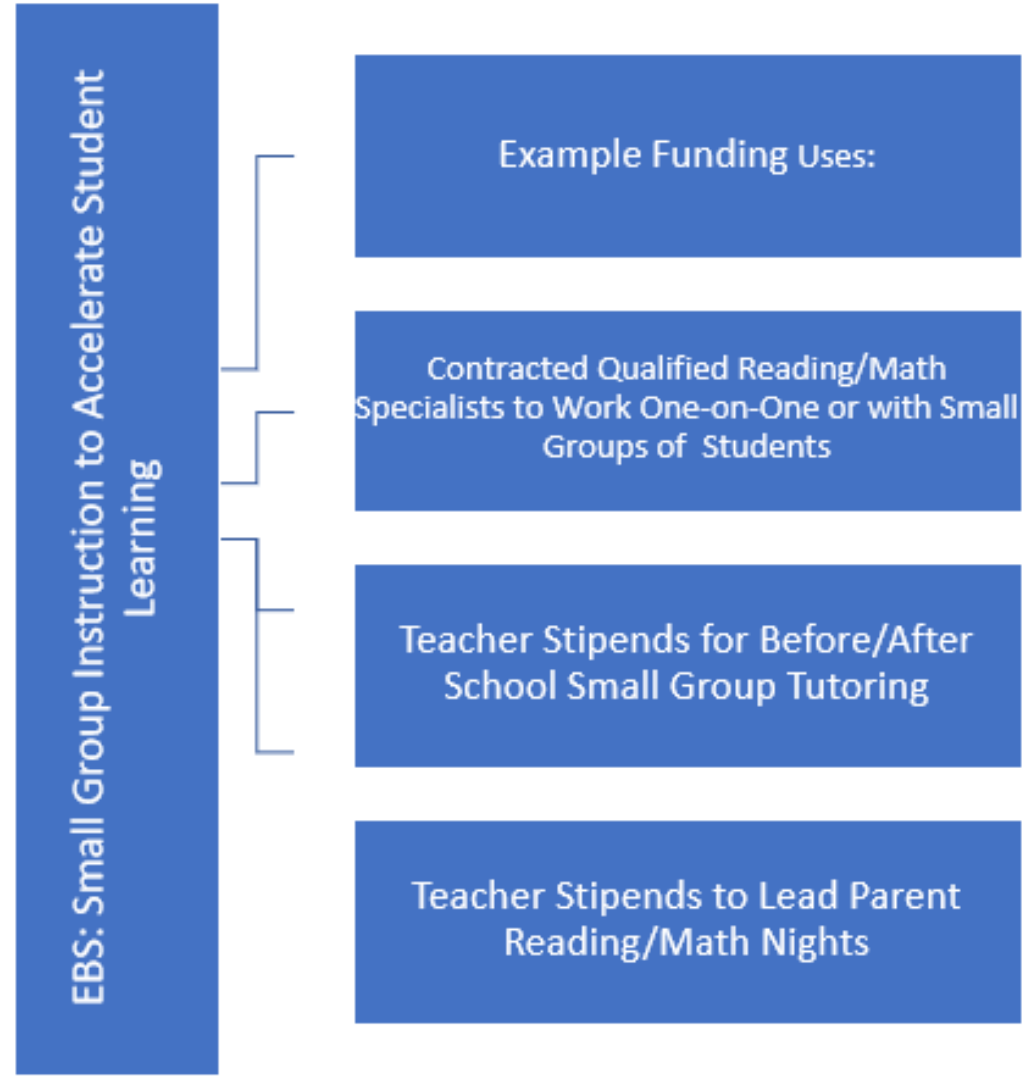 EBS: Small Group Instruction to Accelerate Student
Learning
Example Funding Uses:
Contracted Qualified Reading/Math
Specialists to Work One-on-One or with Small
Groups of Students
Teacher Stipends for Before/After
School Small Group Tutoring
Teacher Stipends to Lead Parent
Reading/Math Nights